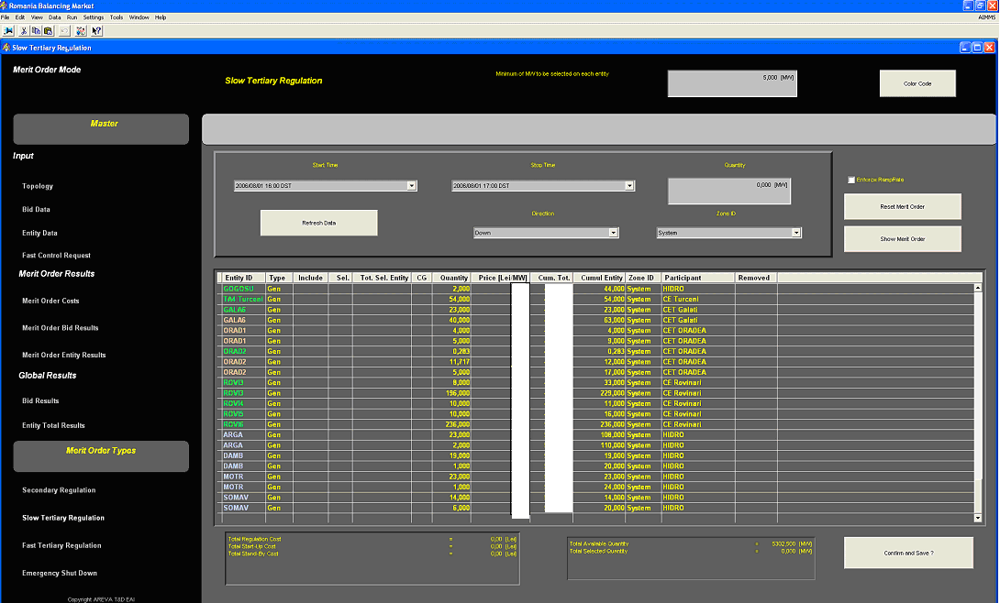 Romania Balancing Market
File Edit View Data Run Settings Tools Window Help
AIMMS
Slow Tertiary Regulation
Merit Order Mode
Slow Tertiary Regulation
Minimum of MW to be selected on each entity
5,000 [MW]
Color Code
Master
Input
Topology
Bid Data
Entity Data
Fast Control Request
Merit Order Results
Merit Order Costs
Merit Order Bid Results
Merit Order Entity Results
Global Results
Bid Results
Entity Total Results
Merit Order Types
Secondary Regulation
Slow Tertiary Regulation
Fast Tertiary Regulation
Emergency Shut Down
Copyright AREVA T&D EAI
Start Time
Stop Time
Quantity
2006/08/01 16:00 DST
2006/08/01 17:00 DST
0,000 [MW]
Enforce RampRate
Refresh Data
Direction
Zone ID
Down
System
Reset Merit Order
Show Merit Order
Entity ID Type Include Sel. Tot. Sel. Entity CG Quantity Price [Lei/MW] Cum. Tot. Cumul Entity Zone ID Participant Removed
GOGOSU Gen 2,000 44,000 System HIDRO
TA4 Turceni Gen 54,000 54,000 System CE Turceni
GALA6 Gen 23,000 23,000 System CET Galati
GALA6 Gen 40,000 63,000 System CET Galati
ORAD1 Gen 4,000 4,000 System CET ORADEA
ORAD1 Gen 5,000 9,000 System CET ORADEA
ORAD2 Gen 0,283 0,283 System CET ORADEA
ORAD2 Gen 11,717 12,000 System CET ORADEA
ORAD2 Gen 5,000 17,000 System CET ORADEA
ROVI3 Gen 8,000 33,000 System CE Rovinari
ROVI3 Gen 196,000 229,000 System CE Rovinari
ROVI4 Gen 10,000 11,000 System CE Rovinari
ROVI5 Gen 10,000 16,000 System CE Rovinari
ROVI6 Gen 236,000 236,000 System CE Rovinari
ARGA Gen 23,000 108,000 System HIDRO
ARGA Gen 2,000 110,000 System HIDRO
DAMB Gen 19,000 19,000 System HIDRO
DAMB Gen 1,000 20,000 System HIDRO
MOTR Gen 23,000 23,000 System HIDRO
MOTR Gen 1,000 24,000 System HIDRO
SOMAV Gen 14,000 14,000 System HIDRO
SOMAV Gen 6,000 20,000 System HIDRO
Total Regulation Cost = 0,00 [Lei]
Total Start-Up Cost = 0,00 [Lei]
Total Stand-By Cost = 0,00 [Lei]
Total Available Quantity = 5302,500 [MW]
Total Selected Quantity = 0,000 [MW]
Confirm and Save ?